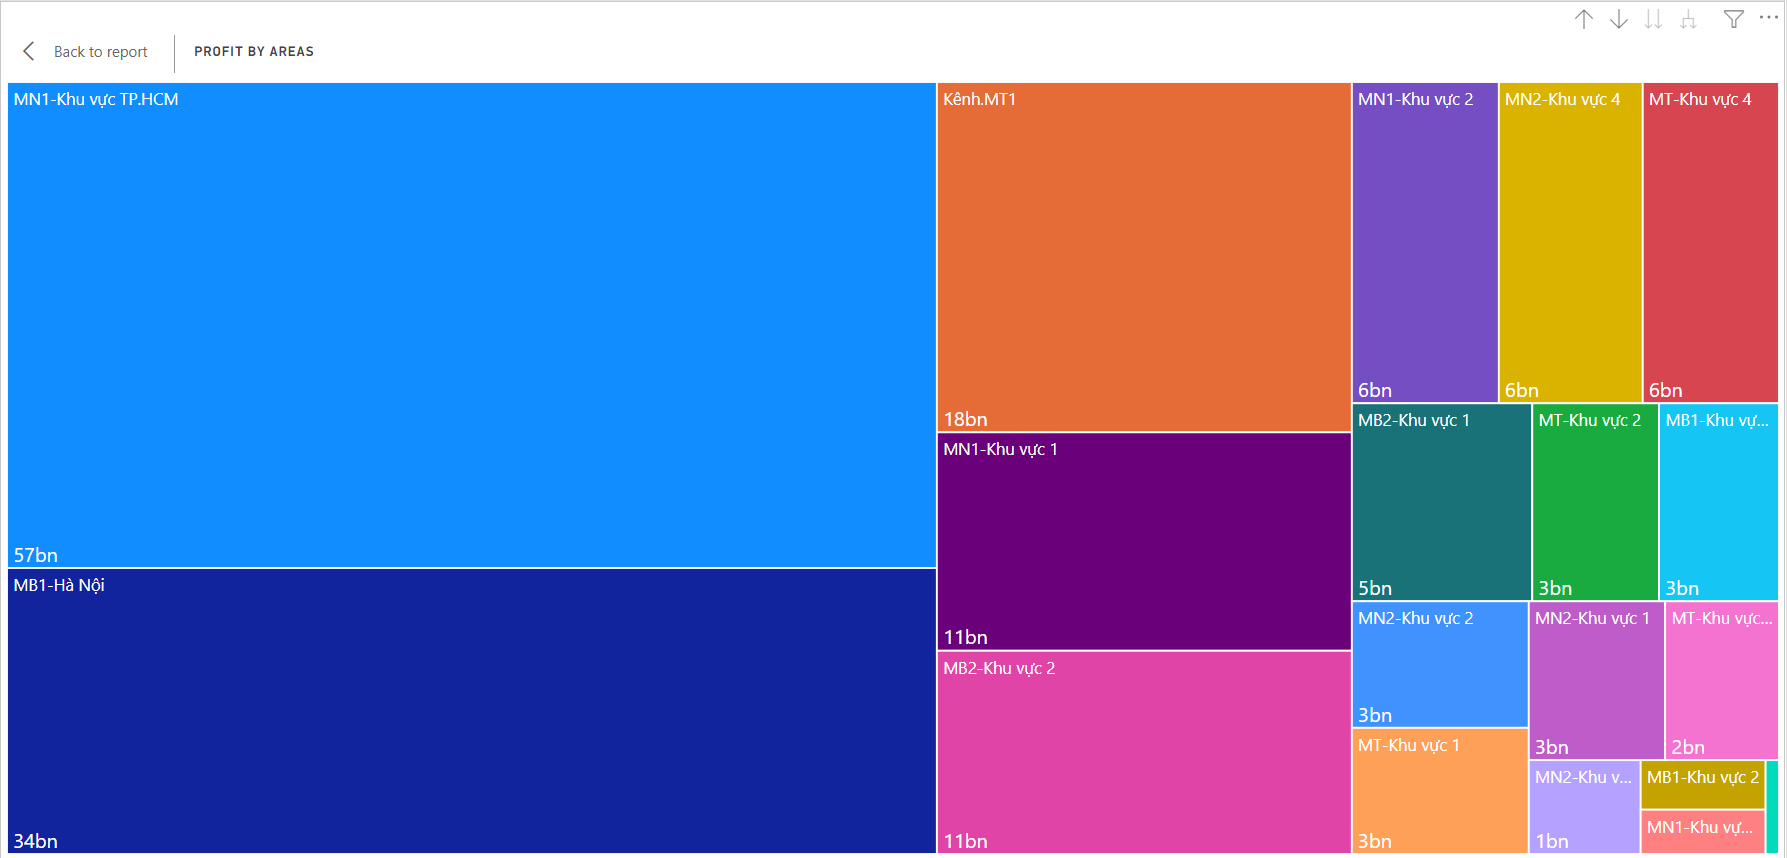 Back to report
PROFIT BY AREAS
MN1-Khu vực TP.HCM
57bn
MB1-Hà Nội
34bn
Kênh.MT1
18bn
MN1-Khu vực 1
11bn
MB2-Khu vực 2
11bn
MN1-Khu vực 2
6bn
MN2-Khu vực 4
6bn
MT-Khu vực 4
6bn
MB2-Khu vực 1
5bn
MT-Khu vực 2
3bn
MB1-Khu vự...
3bn
MN2-Khu vực 2
3bn
MT-Khu vực 1
3bn
MN2-Khu vực 1
3bn
MT-Khu vực...
2bn
MN2-Khu v...
1bn
MB1-Khu vực 2
MN1-Khu vự...